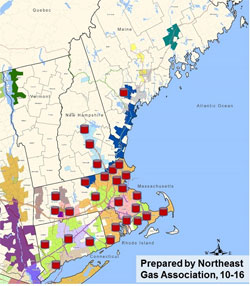 Quebec
Maine
Vermont
New Hampshire
Atlantic Ocean
Massachusetts
Rhode Island
Connecticut
N
Prepared by Northeast
Gas Association, 10-16